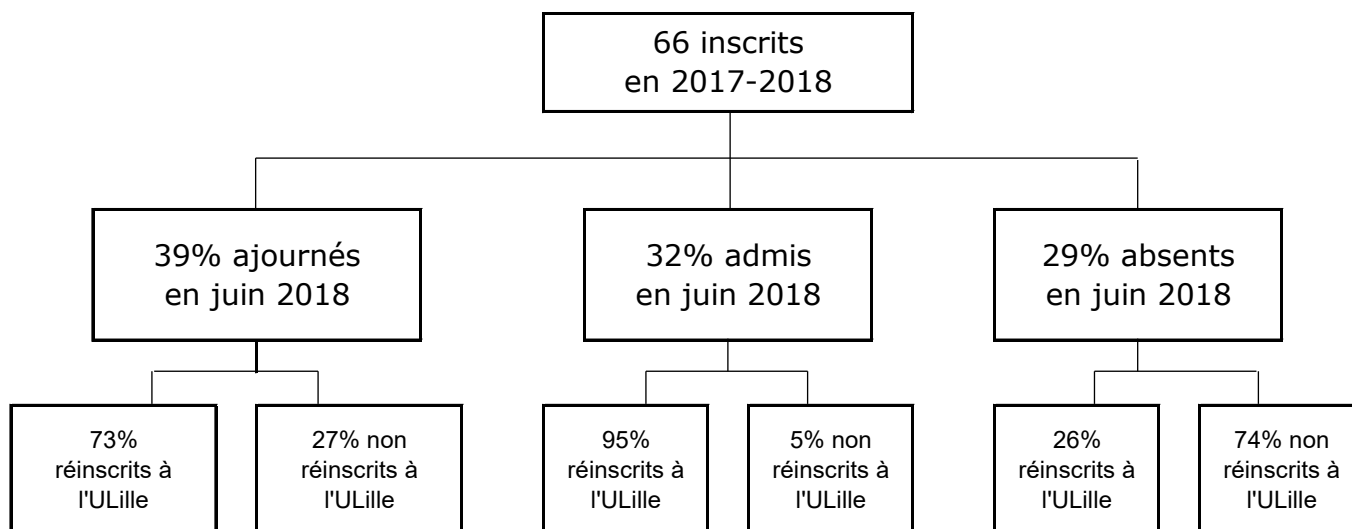 66 inscrits
en 2017-2018
39% ajournés
en juin 2018
32% admis
en juin 2018
29% absents
en juin 2018
73%
réinscrits à
l'ULille
27% non
réinscrits à
l'ULille
95%
réinscrits à
l'ULille
5% non
réinscrits à
l'ULille
26%
réinscrits à
l'ULille
74% non
réinscrits à
l'ULille